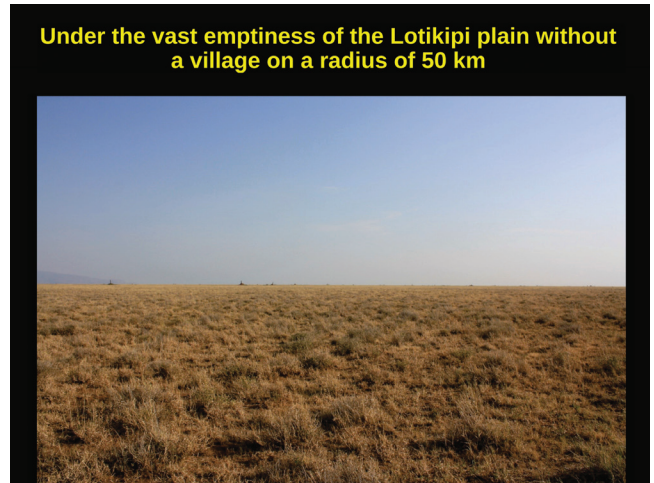 Under the vast emptiness of the Lotikipi plain without
a village on a radius of 50 km